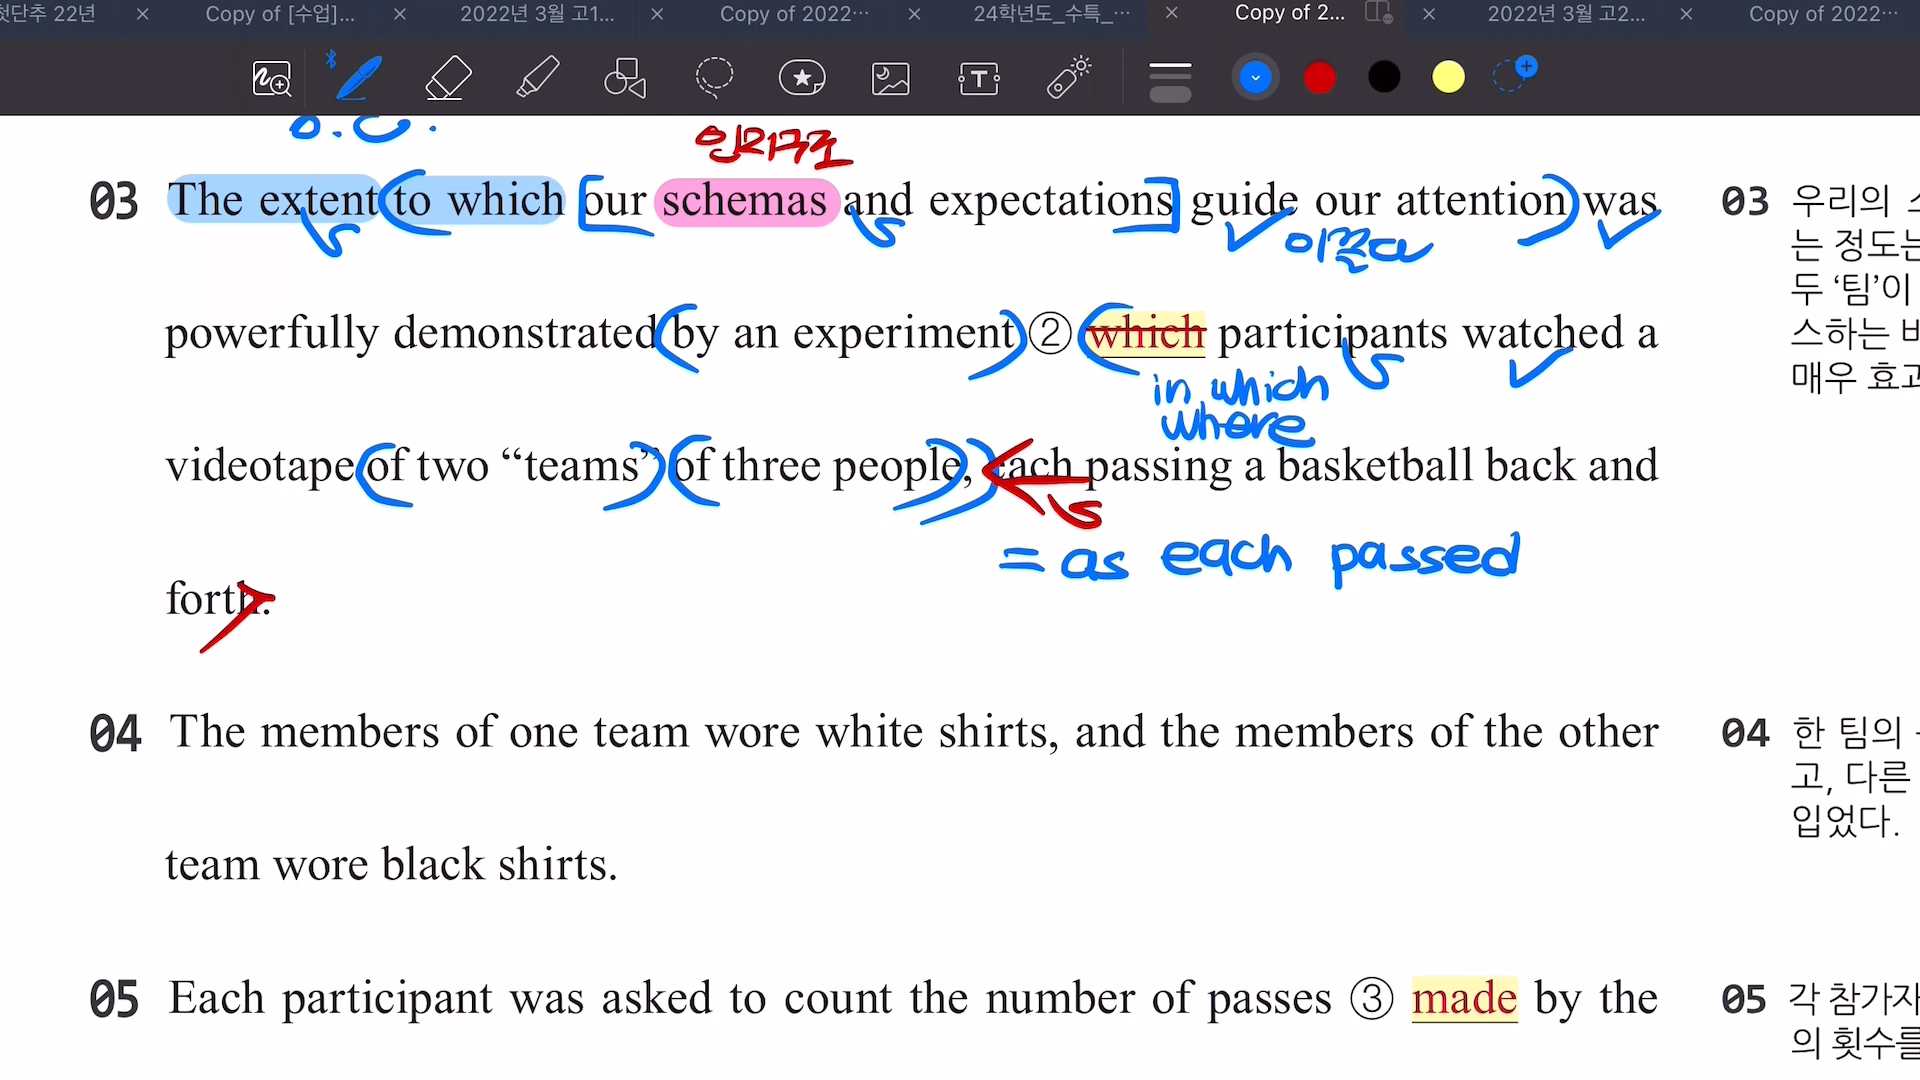 첫단추 22년 × Copy of [수업]... × 2022년 3월 고1... × Copy of 2022... × 24학년도_수특_... × Copy of 2... × 2022년 3월 고2... × Copy of 2022...
인지구조
03 The extent to which our schemas and expectations guide our attention was
S S 이끌다
powerfully demonstrated by an experiment ② which participants watched a
in which S
where
videotape of two “teams” of three people, each passing a basketball back and
S
= as each passed
forth.
04 The members of one team wore white shirts, and the members of the other
team wore black shirts.
05 Each participant was asked to count the number of passes ③ made by the
03 우리의
는 정도는
두 ‘팀’이
스하는
매우
04 한 팀의
고, 다른
입었다.
05 각 참가자
의 횟수를